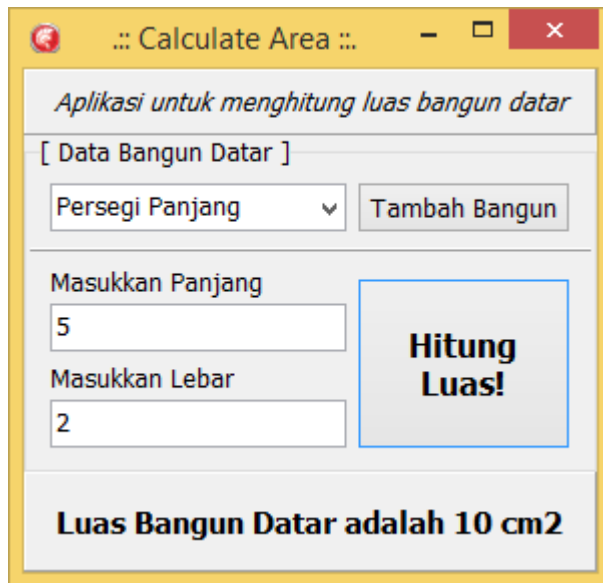 .:: Calculate Area ::.
Aplikasi untuk menghitung luas bangun datar
[ Data Bangun Datar ]
Persegi Panjang
Tambah Bangun
Masukkan Panjang
5
Masukkan Lebar
2
Hitung
Luas!
Luas Bangun Datar adalah 10 cm2